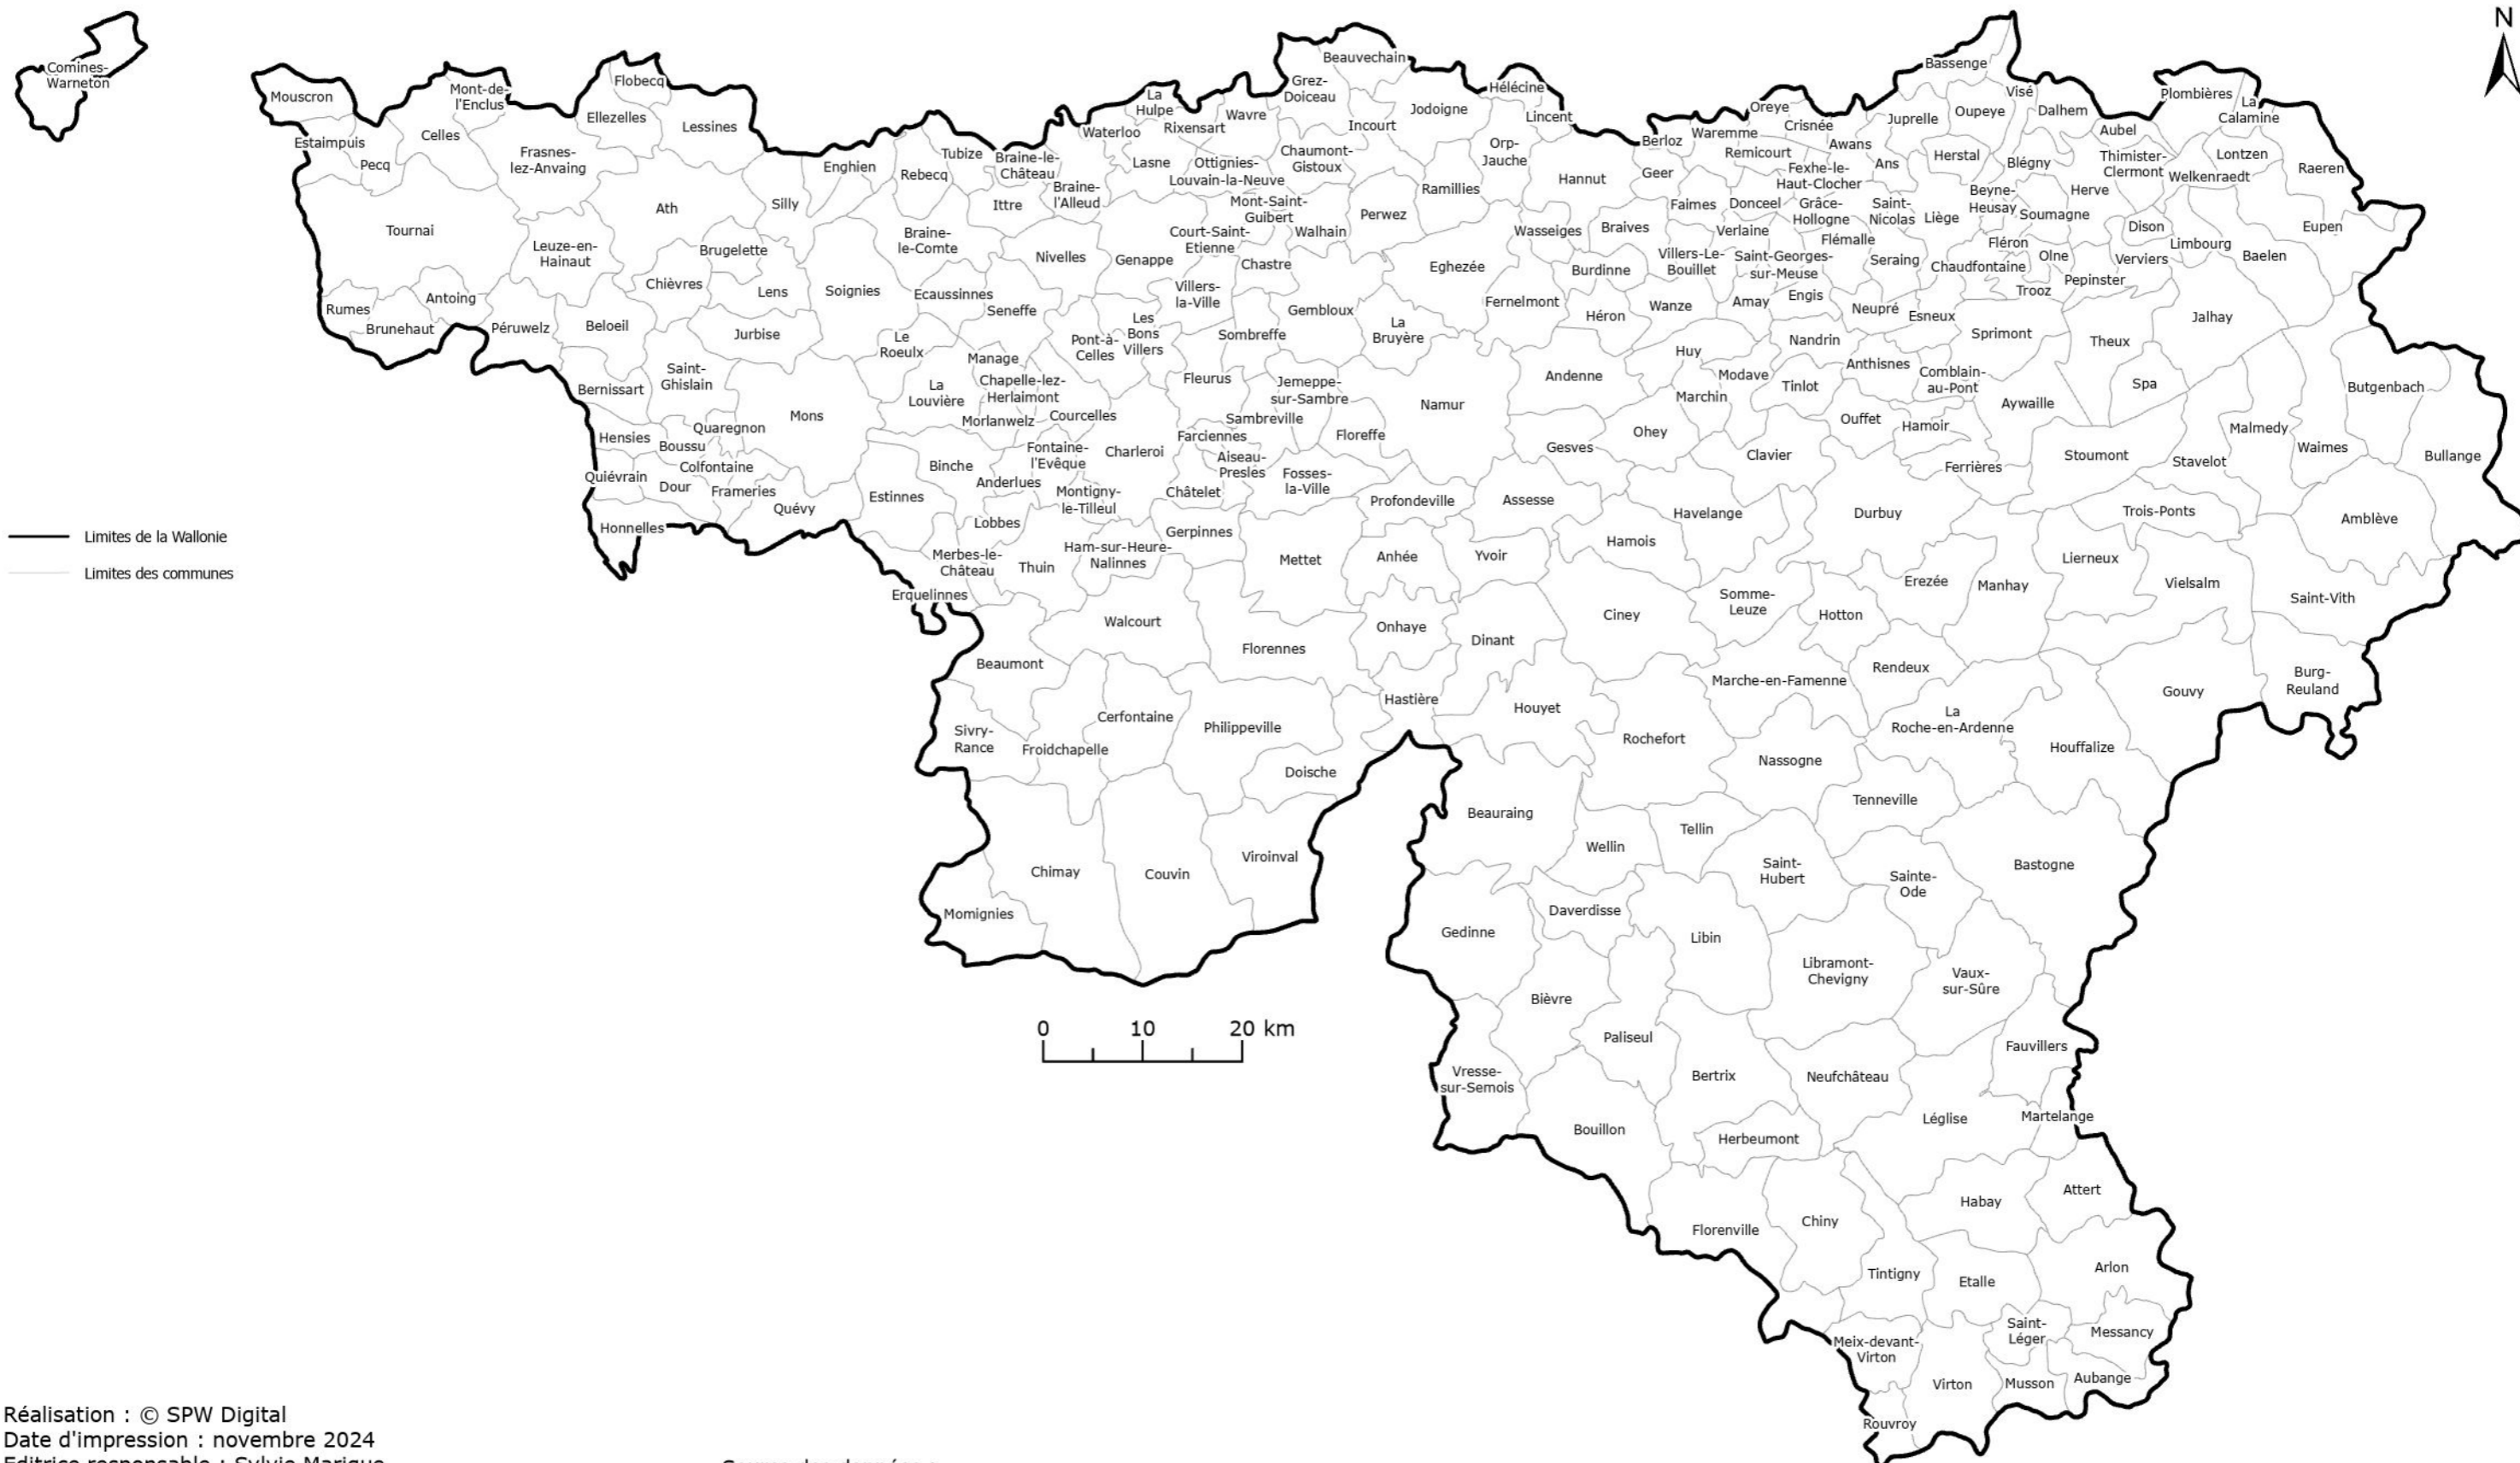 N
Comines-
Warneton
Mouscron
Estaimpuis
Pecq
Celles
Mont-de-
l'Enclus
Frasnes-
lez-Anvaing
Flobecq
Ellezelles
Lessines
Ath
Tournai
Leuze-en-
Hainaut
Rumes
Antoing
Brunehaut
Péruwelz
Beloeil
Chièvres
Brugelette
Lens
Jurbise
Silly
Enghien
Bernissart
Saint-
Ghislain
Hensies
Boussu
Quaregnon
Quiévrain
Dour
Colfontaine
Frameries
Quévy
Honnelles
Mons
Soignies
Braine-
le-Comte
Ecaussinnes
Seneffe
Le
Roeulx
Manage
La
Louvière
Chapelle-lez-
Herlaimont
Morlanwelz
Courcelles
Binche
Anderlues
Fontaine-
l'Evêque
Charleroi
Estinnes
Lobbes
Montigny-
le-Tilleul
Merbes-le-
Château
Thuin
Ham-sur-Heure-
Nalinnes
Gerpinnes
Erquelinnes
Beaumont
Sivry-
Rance
Froidchapelle
Chimay
Momignies
Pont-à-
Celles
Les
Bons
Villers
Fleurus
Farciennes
Aiseau-
Presles
Châtelet
Rebecq
Tubize
Braine-le-
Château
Ittre
Braine-
l'Alleud
Waterloo
La
Hulpe
Rixensart
Lasne
Wavre
Ottignies-
Louvain-la-Neuve
Grez-
Doiceau
Beauvechain
Chaumont-
Gistoux
Incourt
Jodoigne
Hélécine
Lincent
Orp-
Jauche
Ramillies
Perwez
Mont-Saint-
Guibert
Walhain
Court-Saint-
Etienne
Chastre
Nivelles
Genappe
Villers-
la-Ville
Sombreffe
Gembloux
Eghezée
La
Bruyère
Fernelmont
Jemeppe-
sur-Sambre
Sambreville
Floreffe
Fosses-
la-Ville
Namur
Andenne
Gesves
Ohey
Profondeville
Assesse
Mettet
Anhée
Yvoir
Hamois
Havelange
Ciney
Somme-
Leuze
Walcourt
Florennes
Onhaye
Dinant
Hastière
Houyet
Rochefort
Cerfontaine
Philippeville
Doische
Couvin
Viroinval
Beauraing
Gedinne
Bièvre
Vresse-
sur-Semois
Hannut
Berloz
Geer
Waremme
Oreye
Remicourt
Crisnée
Awans
Faimes
Donceel
Fexhe-le-
Haut-Clocher
Ans
Juprelle
Bassenge
Oupeye
Visé
Dalhem
Herstal
Blégny
Aubel
Plombières
La
Calamine
Lontzen
Raeren
Thimister-
Clermont
Welkenraedt
Herve
Beyne-
Heusay
Soumagne
Grâce-
Hollogne
Saint-
Nicolas
Liège
Dison
Limbourg
Eupen
Baelen
Verviers
Fléron
Olne
Chaudfontaine
Pepinster
Trooz
Wasseiges
Braives
Verlaine
Flémalle
Seraing
Burdinne
Villers-Le-
Bouillet
Saint-Georges-
sur-Meuse
Héron
Wanze
Amay
Engis
Neupré
Esneux
Sprimont
Theux
Jalhay
Huy
Nandrin
Modave
Marchin
Tinlot
Anthisnes
Comblain-
au-Pont
Aywaille
Spa
Butgenbach
Clavier
Ouffet
Hamoir
Ferrières
Stoumont
Stavelot
Malmedy
Waimes
Bullange
Trois-Ponts
Amblève
Lierneux
Saint-Vith
Burg-
Reuland
Durbuy
Erezée
Manhay
Vielsalm
Hotton
Rendeux
Marche-en-Famenne
La
Roche-en-Ardenne
Gouvy
Houffalize
Nassogne
Tenneville
Tellin
Wellin
Saint-
Hubert
Sainte-
Ode
Bastogne
Daverdisse
Libin
Libramont-
Chevigny
Vaux-
sur-Sûre
Paliseul
Bertrix
Neufchâteau
Fauvillers
Bouillon
Herbeumont
Léglise
Martelange
Florenville
Chiny
Habay
Attert
Tintigny
Etalle
Arlon
Meix-devant-
Virton
Saint-
Léger
Messancy
Virton
Musson
Aubange
Rouvroy
Limites de la Wallonie
Limites des communes
0 10 20 km
Réalisation : © SPW Digital
Date d'impression : novembre 2024
Editrice responsable : Sylvie Marique